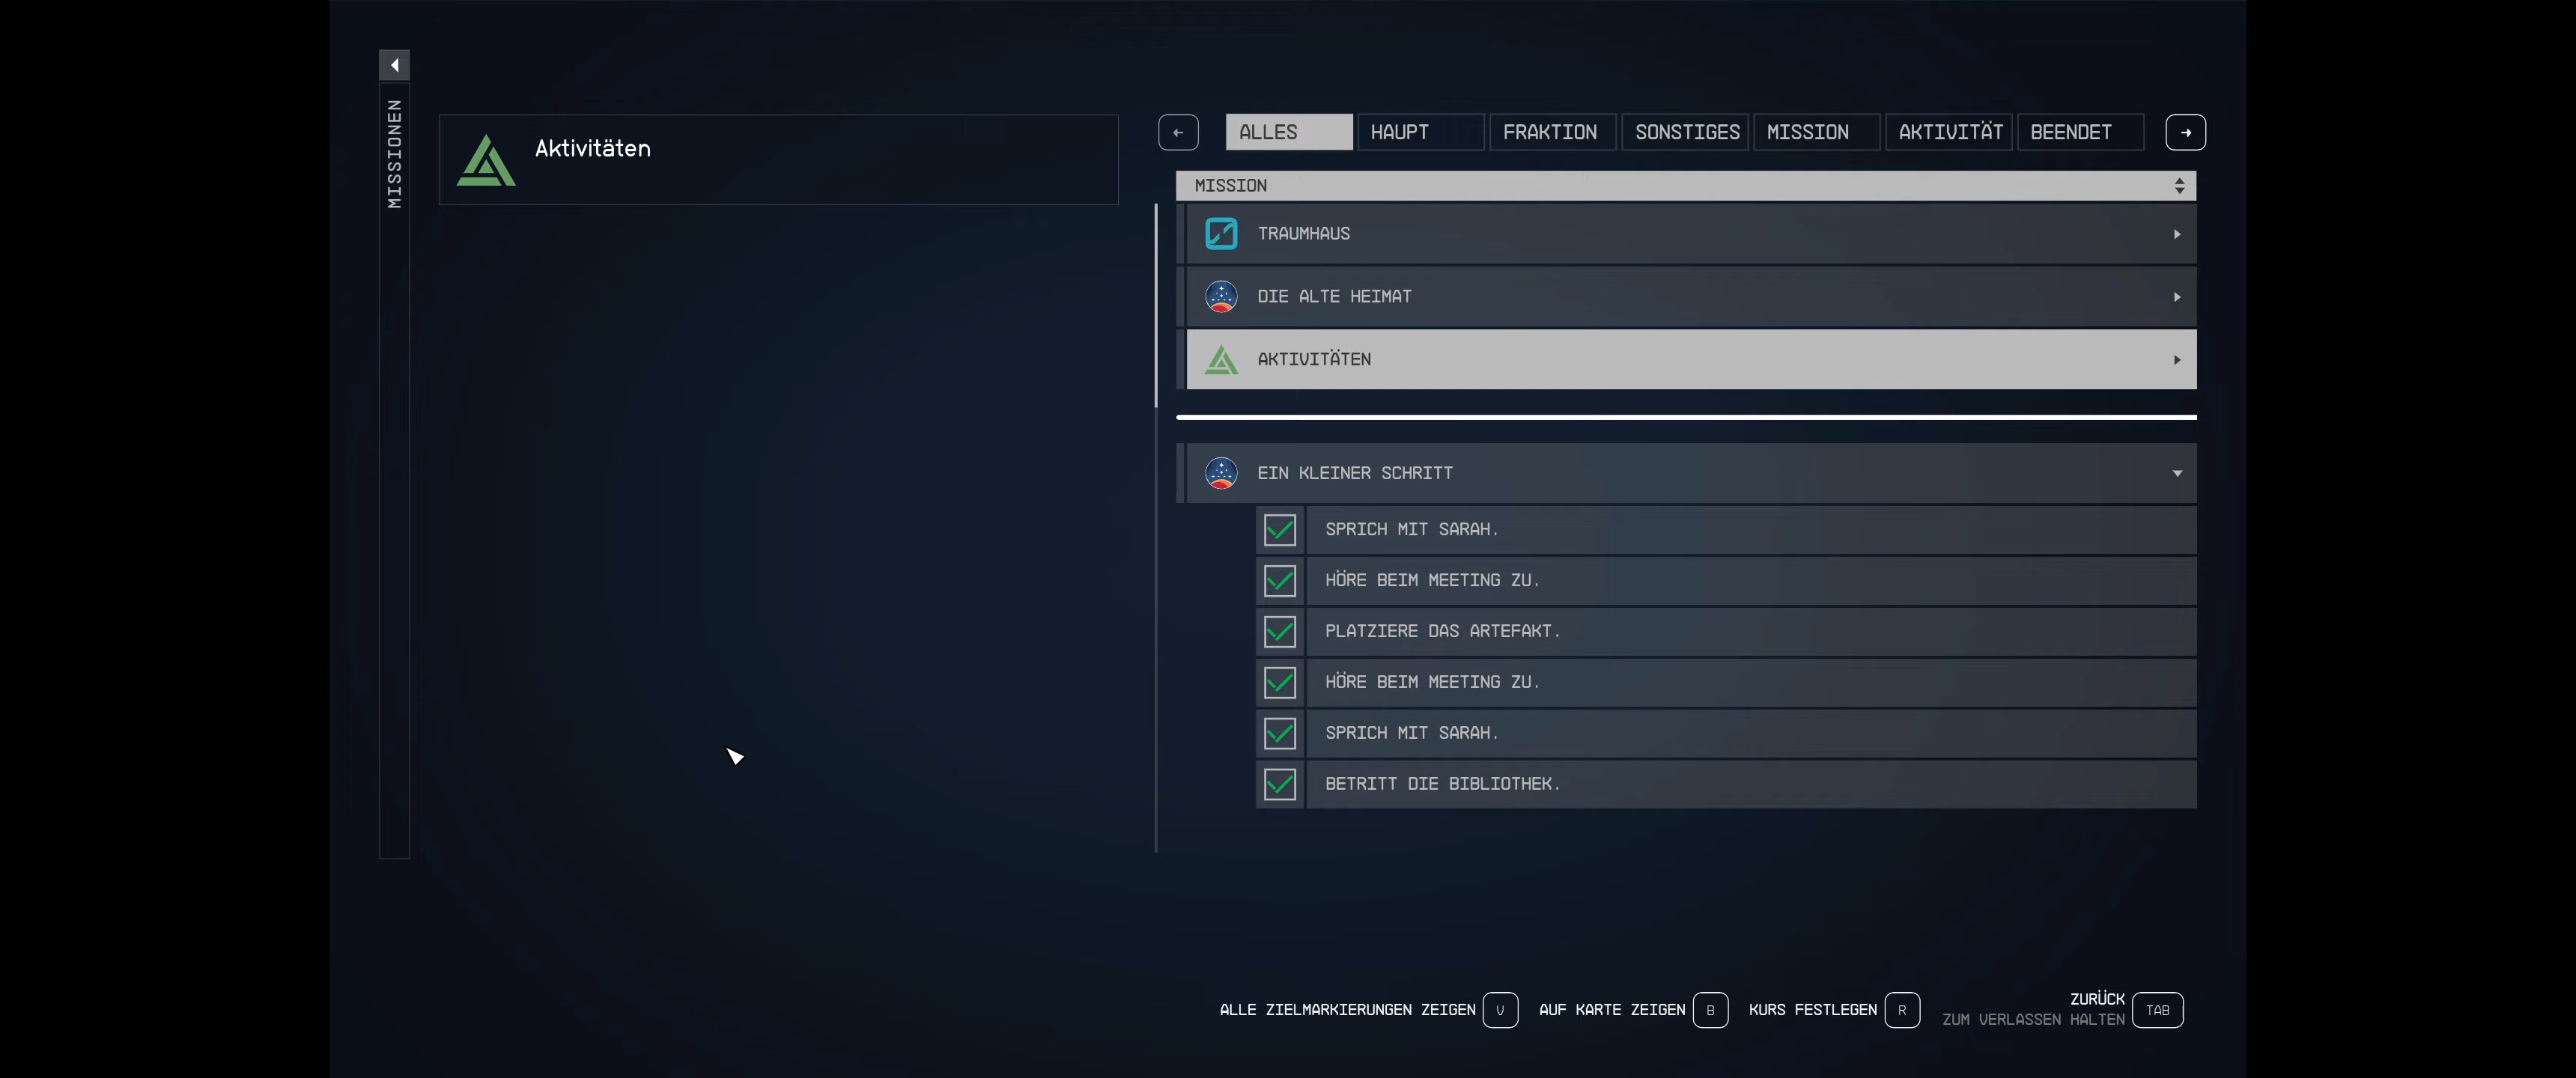 MISSIONEN
Aktivitäten
ALLES HAUPT FRAKTION SONSTIGES MISSION AKTIVITÄT BEENDET
MISSION
TRAUMHAUS
DIE ALTE HEIMAT
AKTIVITÄTEN
EIN KLEINER SCHRITT
SPRICH MIT SARAH.
HÖRE BEIM MEETING ZU.
PLATZIERE DAS ARTEFAKT.
HÖRE BEIM MEETING ZU.
SPRICH MIT SARAH.
BETRITT DIE BIBLIOTHEK.
ALLE ZIELMARKIERUNGEN ZEIGEN V AUF KARTE ZEIGEN B KURS FESTLEGEN R ZURÜCK TAB
ZUM VERLASSEN HALTEN